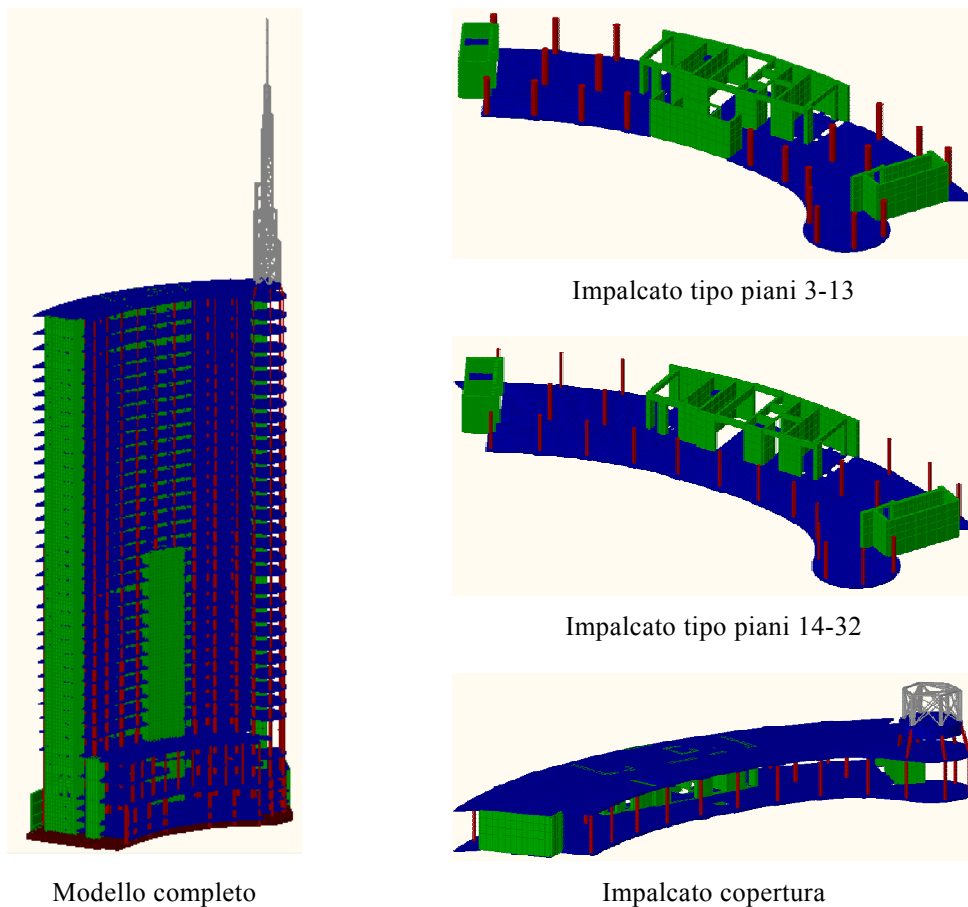 Impalcato tipo piani 3-13
Impalcato tipo piani 14-32
Modello completo
Impalcato copertura